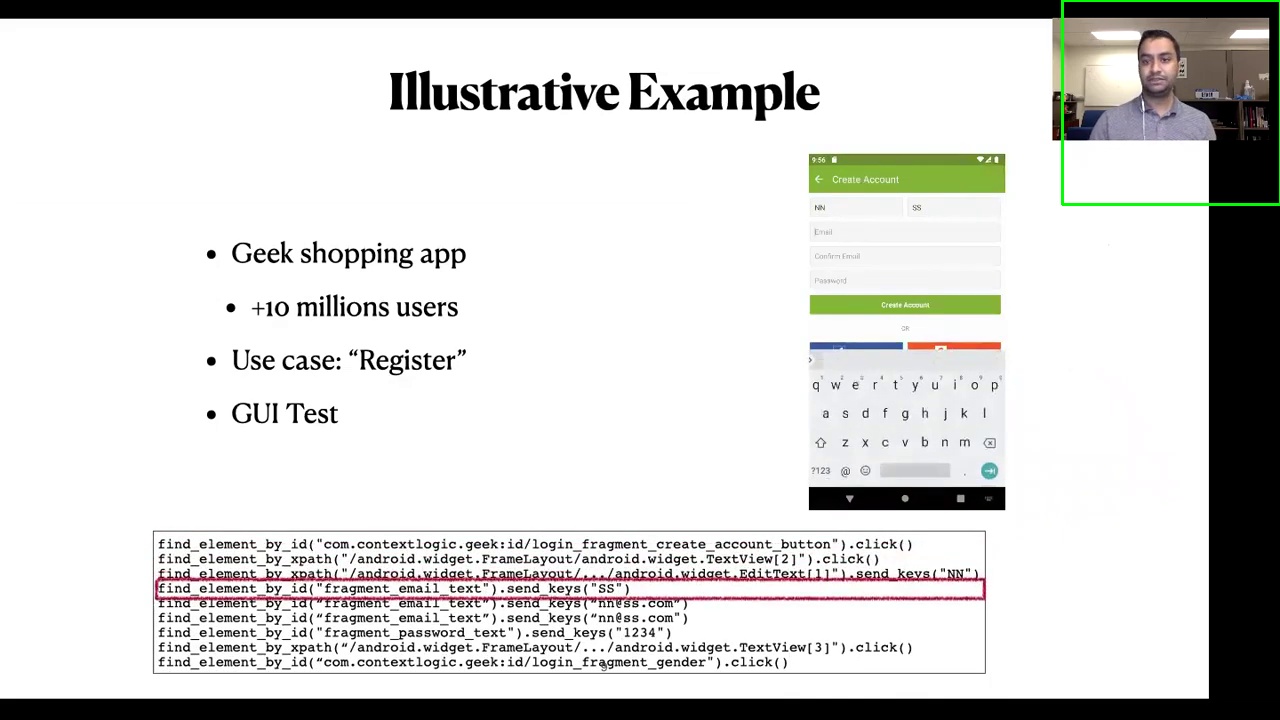 Illustrative Example
• Geek shopping app
• +10 millions users
• Use case: “Register”
• GUI Test
9:56
Create Account
NN
SS
Email
Confirm Email
Password
Create Account
OR
q w e r t y u i o p
a s d f g h j k l
z x c v b n m
?123 @ .
find_element_by_id("com.contextlogic.geek:id/login_fragment_create_account_button").click()
find_element_by_xpath("/android.widget.FrameLayout/android.widget.TextView[2]").click()
find_element_by_xpath("/android.widget.FrameLayout/.../android.widget.EditText[1]").send_keys("NN")
find_element_by_id("fragment_email_text").send_keys("SS")
find_element_by_id("fragment_email_text").send_keys("nn@ss.com”)
find_element_by_id(“fragment_email_text”).send_keys(“nn@ss.com")
find_element_by_id("fragment_password_text").send_keys("1234")
find_element_by_xpath(“/android.widget.FrameLayout/.../android.widget.TextView[3]").click()
find_element_by_id(“com.contextlogic.geek:id/login_fragment_gender").click()